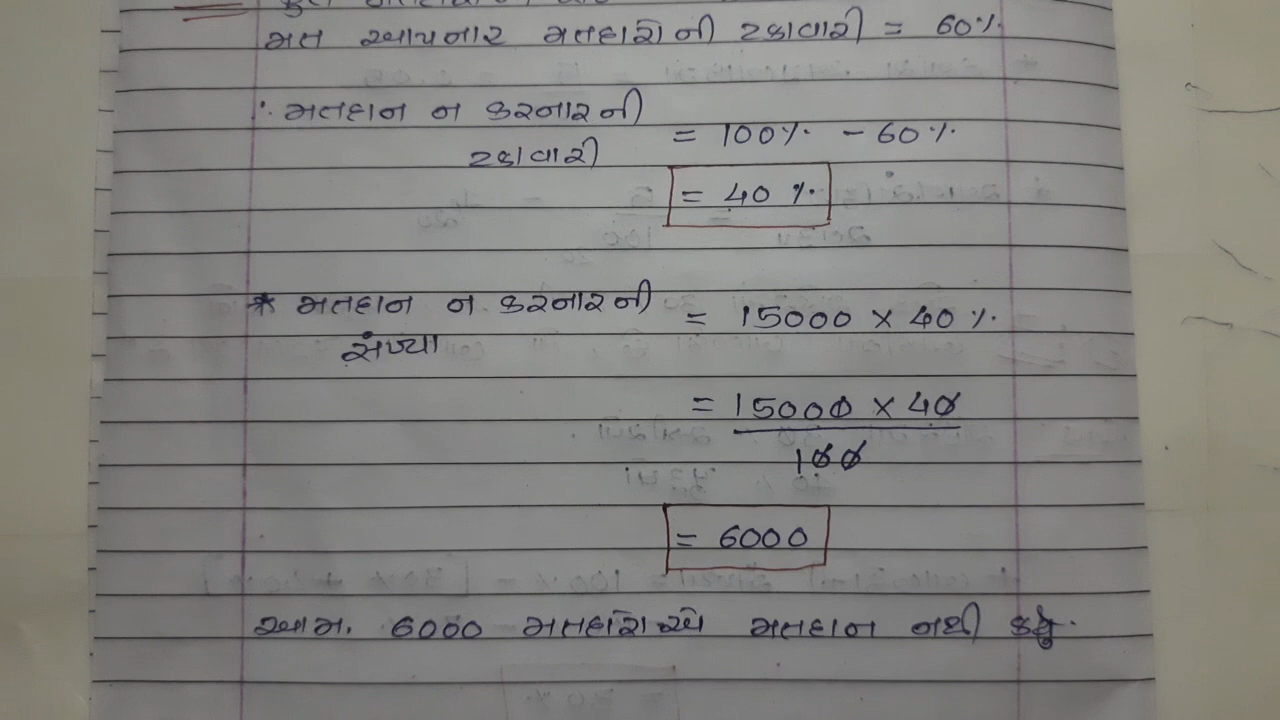 મત આપનાર મતદારોની ટકાવારી = 60%.
∴ મતદાન ન કરનારની
ટકાવારી = 100% - 60%.
= 40 %.
* મતદાન ન કરનારની = 15000 × 40 %.
સંખ્યા
= 15000 × 40
100
= 6000
આમ. 6000 મતદારોએ મતદાન નથી કર્યું.